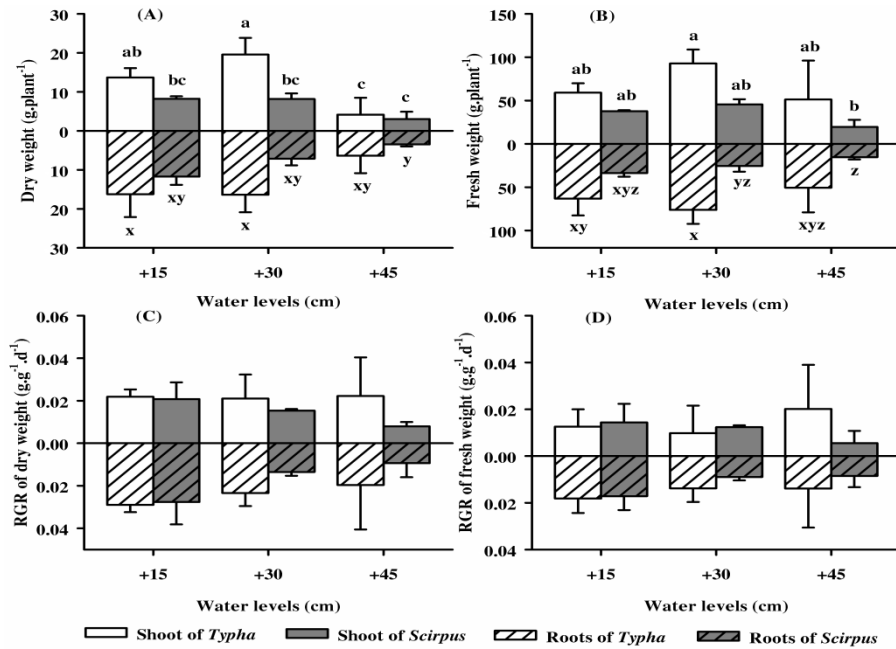 (A)
Dry weight (g.plant⁻¹)
30
20
10
0
10
20
30
ab
bc
a
bc
c
c
x
xy
x
xy
xy
y
+15
+30
+45
Water levels (cm)
(B)
Fresh weight (g.plant⁻¹)
150
100
50
0
50
100
ab
ab
a
ab
ab
b
xy
xyz
x
yz
xyz
z
+15
+30
+45
Water levels (cm)
(C)
RGR of dry weight (g.g⁻¹.d⁻¹)
0.06
0.04
0.02
0.00
0.02
0.04
+15
+30
+45
Water levels (cm)
(D)
RGR of fresh weight (g.g⁻¹.d⁻¹)
0.06
0.04
0.02
0.00
0.02
0.04
+15
+30
+45
Water levels (cm)
Shoot of Typha Shoot of Scirpus Roots of Typha Roots of Scirpus